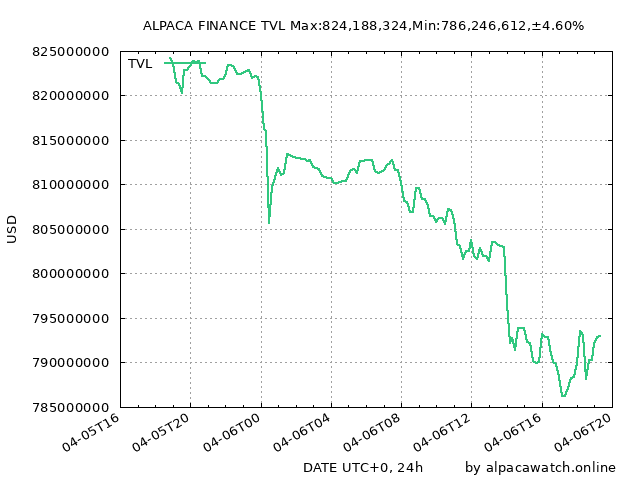 ALPACA FINANCE TVL Max:824,188,324,Min:786,246,612,±4.60%
825000000
TVL
820000000
815000000
810000000
805000000
800000000
795000000
790000000
785000000
USD
04-05T16
04-05T20
04-06T00
04-06T04
04-06T08
04-06T12
04-06T16
04-06T20
DATE UTC+0, 24h
by alpacawatch.online